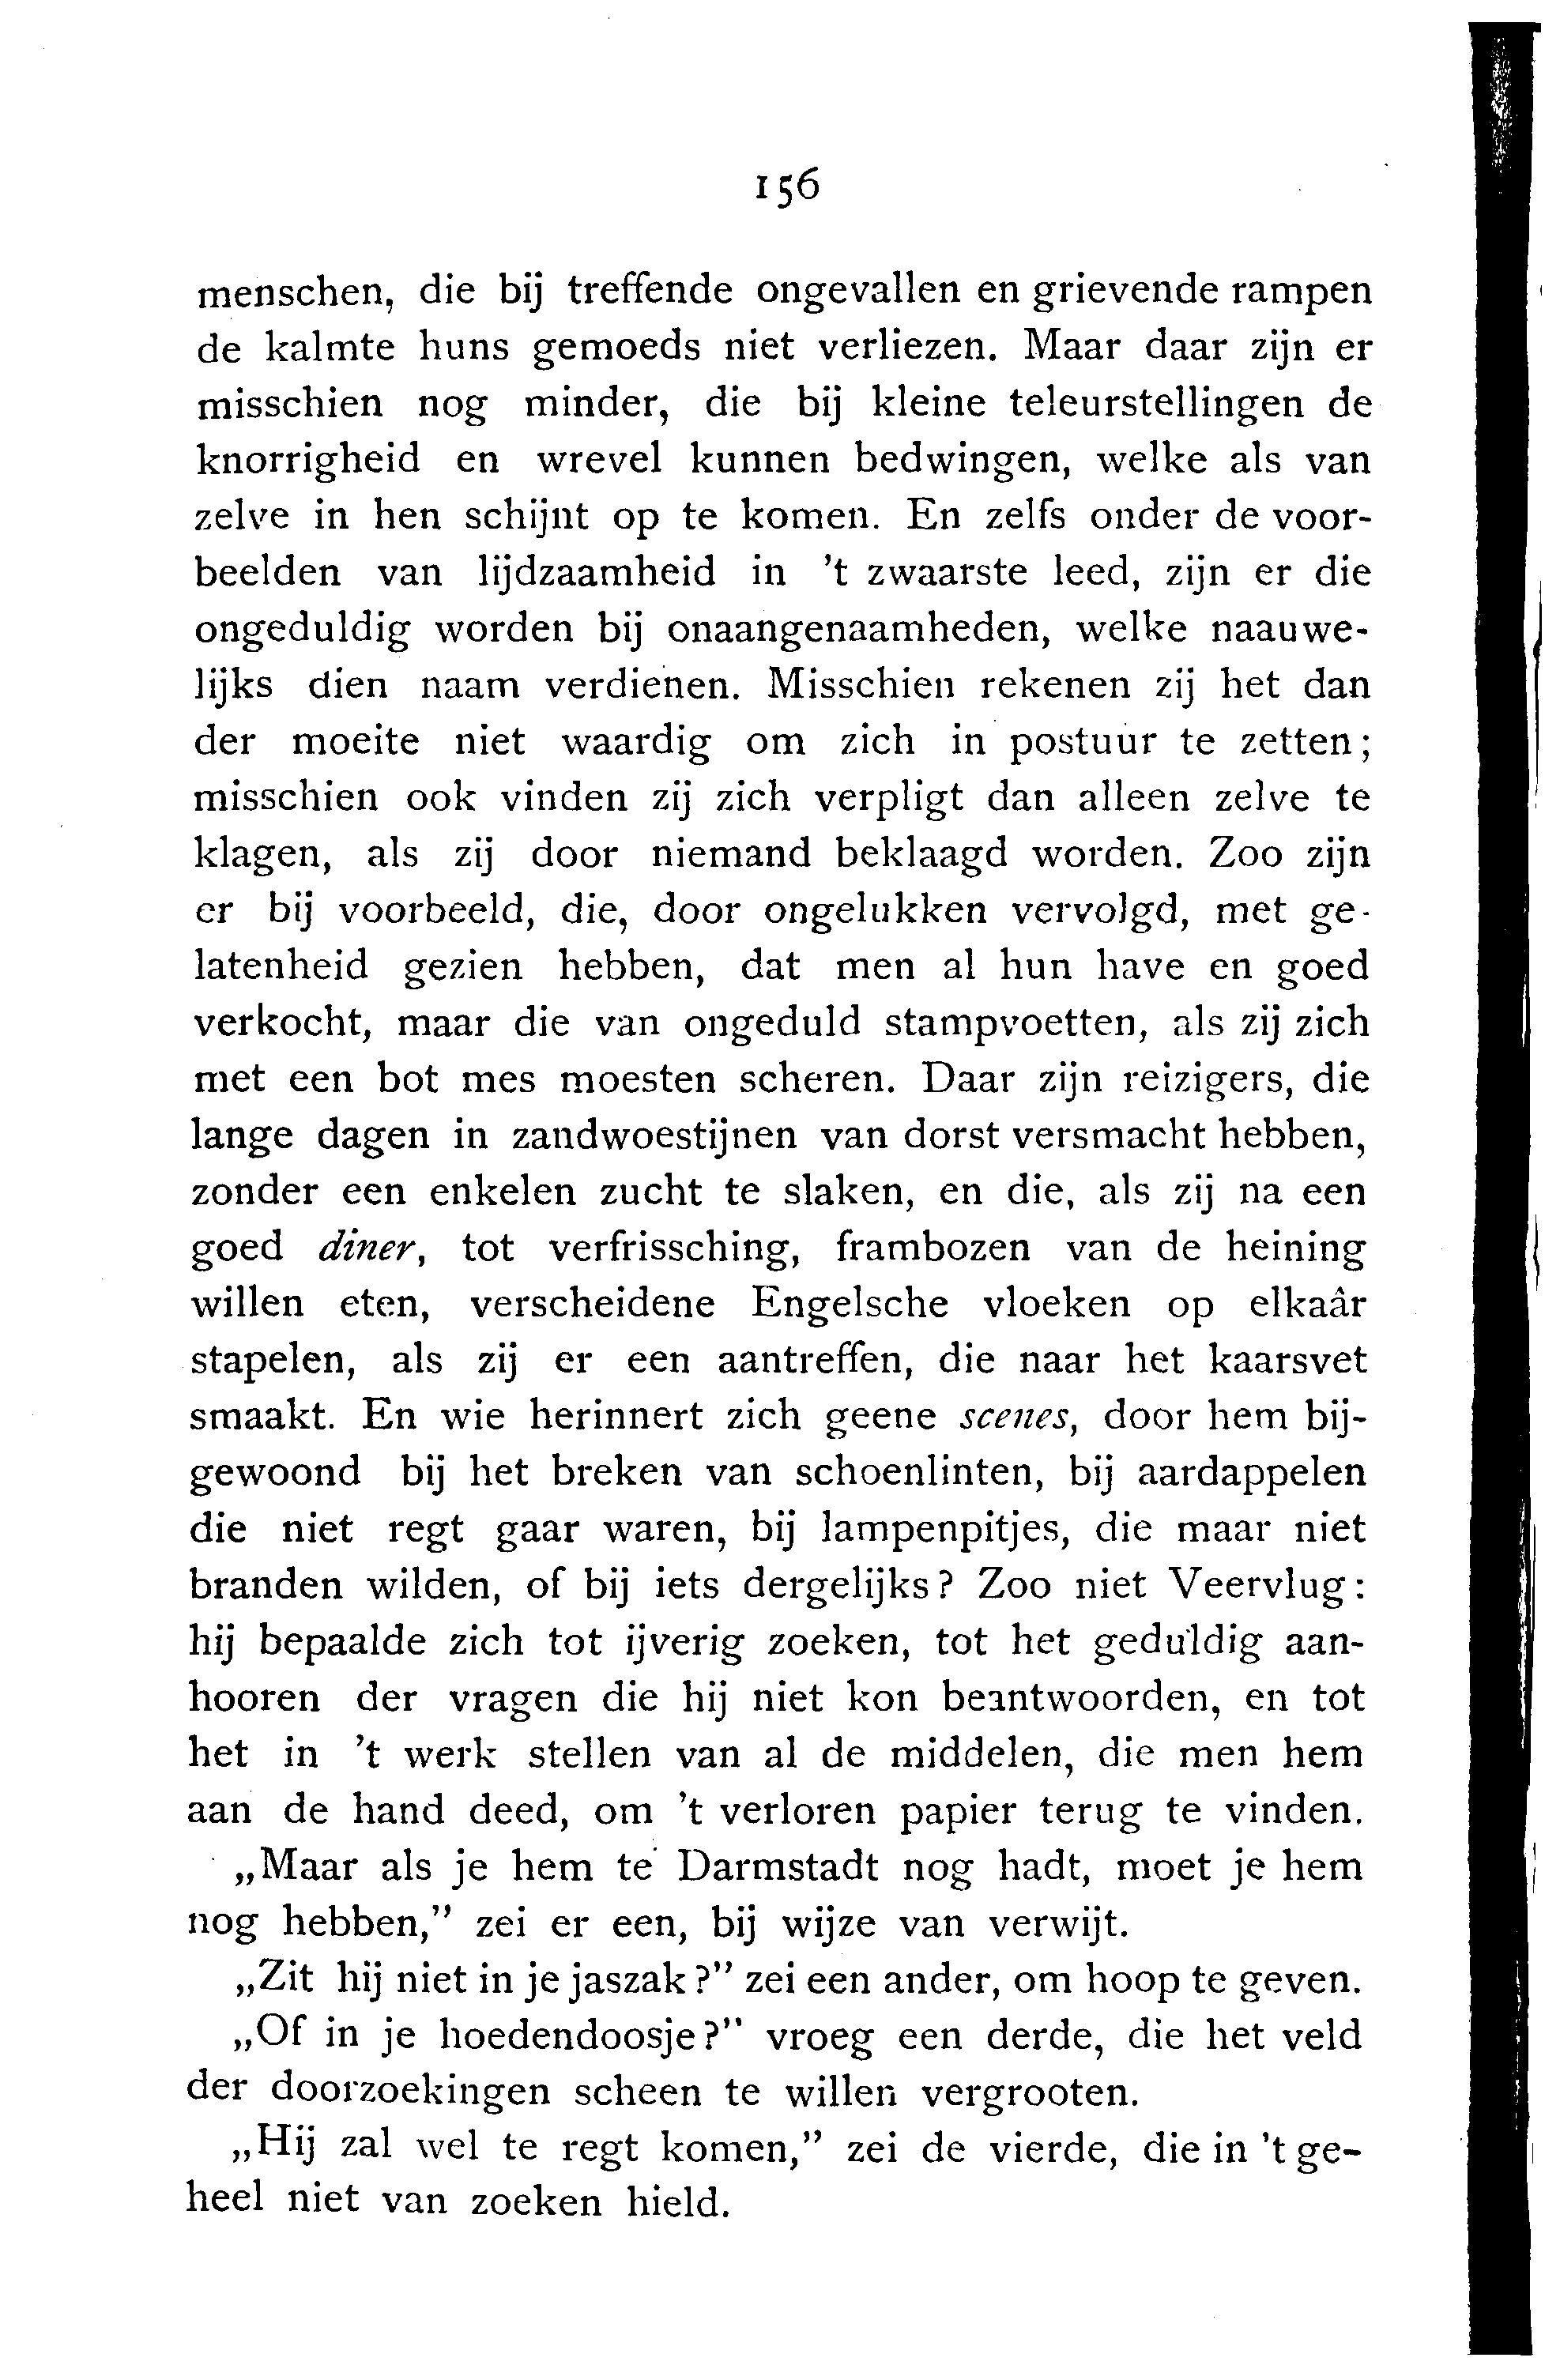 156
menschen, die bij treffende ongevallen en grievende rampen
de kalmte huns gemoeds niet verliezen. Maar daar zijn er
misschien nog minder, die bij kleine teleurstellingen de
knorrigheid en wrevel kunnen bedwingen, welke als van
zelve in hen schijnt op te komen. En zelfs onder de voor-
beelden van lijdzaamheid in 't zwaarste leed, zijn er die
ongeduldig worden bij onaangenaamheden, welke naauwe-
lijks dien naam verdienen. Misschien rekenen zij het dan
der moeite niet waardig om zich in postuur te zetten;
misschien ook vinden zij zich verpligt dan alleen zelve te
klagen, als zij door niemand beklaagd worden. Zoo zijn
er bij voorbeeld, die, door ongelukken vervolgd, met ge-
latenheid gezien hebben, dat men al hun have en goed
verkocht, maar die van ongeduld stampvoetten, als zij zich
met een bot mes moesten scheren. Daar zijn reizigers, die
lange dagen in zandwoestijnen van dorst versmacht hebben,
zonder een enkelen zucht te slaken, en die, als zij na een
goed diner, tot verfrissching, frambozen van de heining
willen eten, verscheidene Engelsche vloeken op elkaâr
stapelen, als zij er een aantreffen, die naar het kaarsvet
smaakt. En wie herinnert zich geene scenes, door hem bij-
gewoond bij het breken van schoenlinten, bij aardappelen
die niet regt gaar waren, bij lampenpitjes, die maar niet
branden wilden, of bij iets dergelijks? Zoo niet Veervlug:
hij bepaalde zich tot ijverig zoeken, tot het geduldig aan-
hooren der vragen die hij niet kon beantwoorden, en tot
het in 't werk stellen van al de middelen, die men hem
aan de hand deed, om 't verloren papier terug te vinden.
„Maar als je hem te Darmstadt nog hadt, moet je hem
nog hebben,” zei er een, bij wijze van verwijt.
„Zit hij niet in je jaszak?” zei een ander, om hoop te geven.
„Of in je hoedendoosje?” vroeg een derde, die het veld
der doorzoekingen scheen te willen vergrooten.
„Hij zal wel te regt komen,” zei de vierde, die in 't ge-
heel niet van zoeken hield.